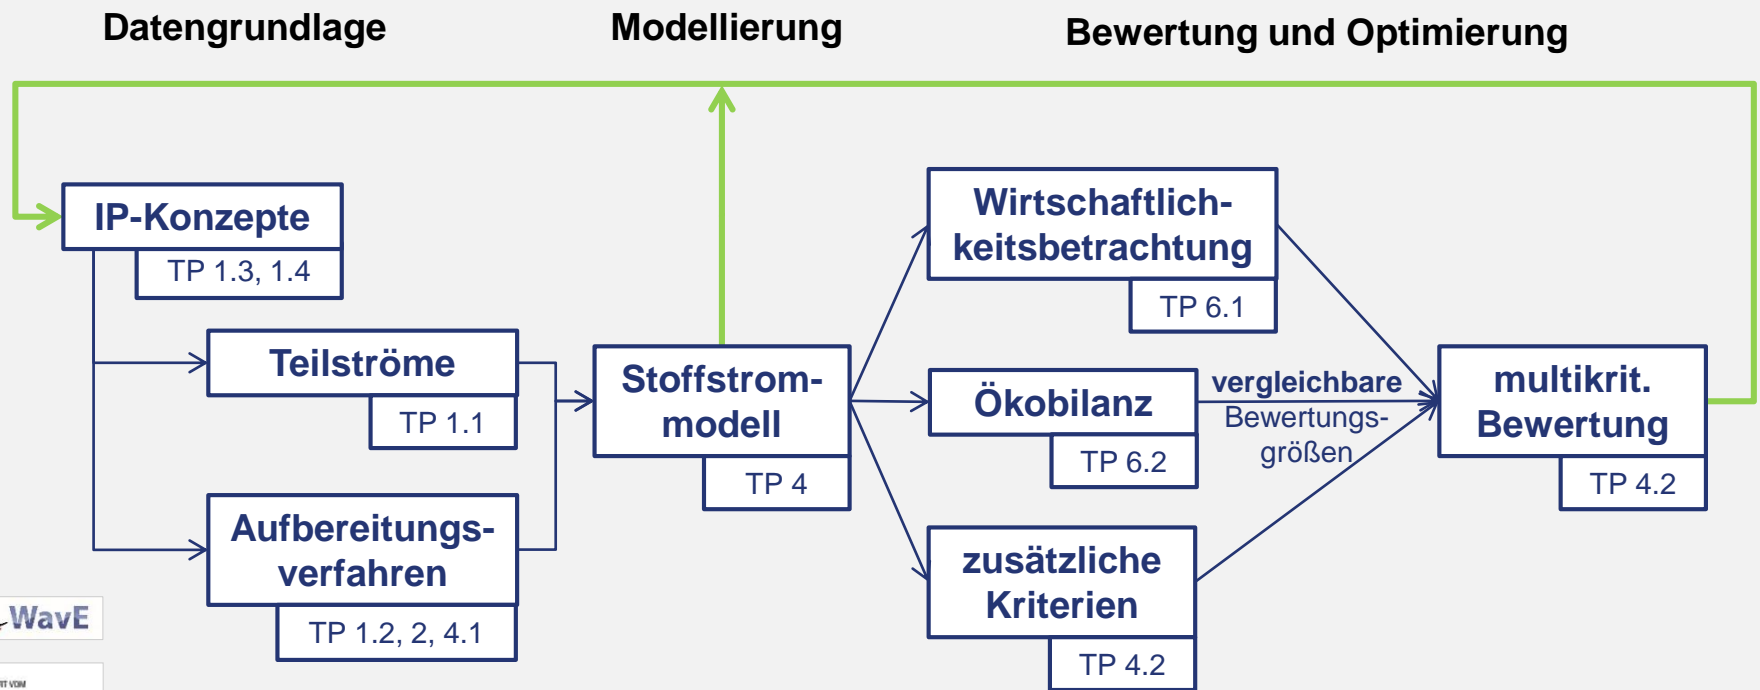 Datengrundlage
Modellierung
Bewertung und Optimierung
IP-Konzepte
TP 1.3, 1.4
Teilströme
TP 1.1
Aufbereitungs-
verfahren
TP 1.2, 2, 4.1
Stoffstrom-
modell
TP 4
Wirtschaftlich-
keitsbetrachtung
TP 6.1
Ökobilanz
TP 6.2
zusätzliche
Kriterien
TP 4.2
vergleichbare
Bewertungs-
größen
multikrit.
Bewertung
TP 4.2
WavE